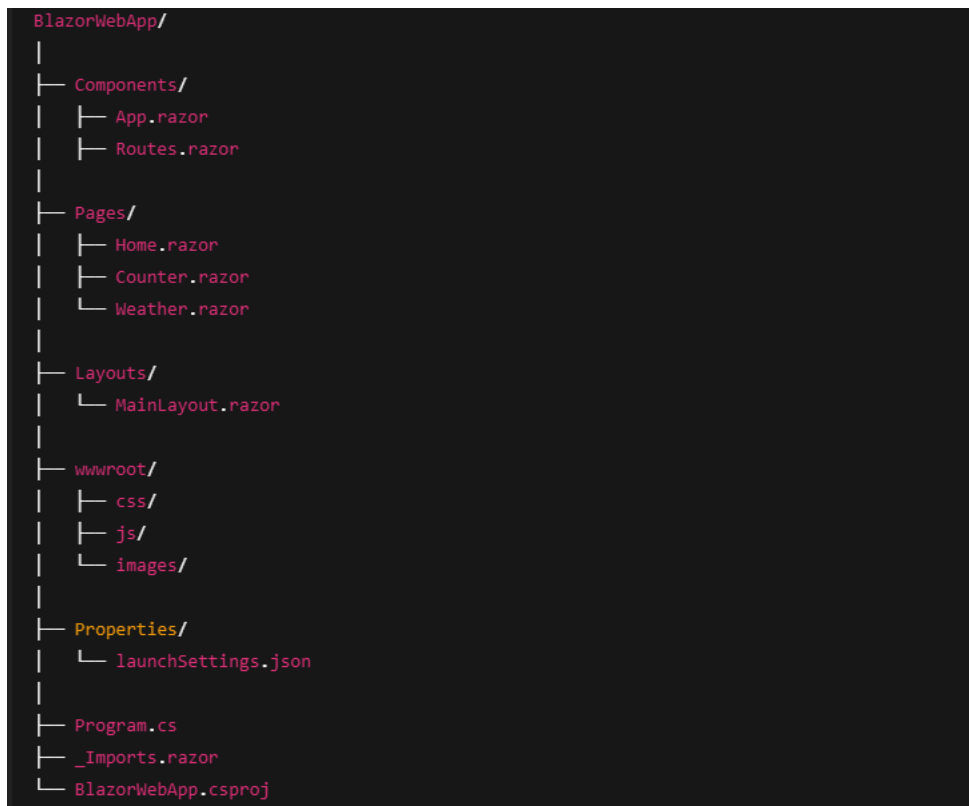 BlazorWebApp/
│
├── Components/
│   ├── App.razor
│   ├── Routes.razor
│
├── Pages/
│   ├── Home.razor
│   ├── Counter.razor
│   └── Weather.razor
│
├── Layouts/
│   └── MainLayout.razor
│
├── wwwroot/
│   ├── css/
│   ├── js/
│   └── images/
│
├── Properties/
│   └── launchSettings.json
│
├── Program.cs
├── _Imports.razor
└── BlazorWebApp.csproj